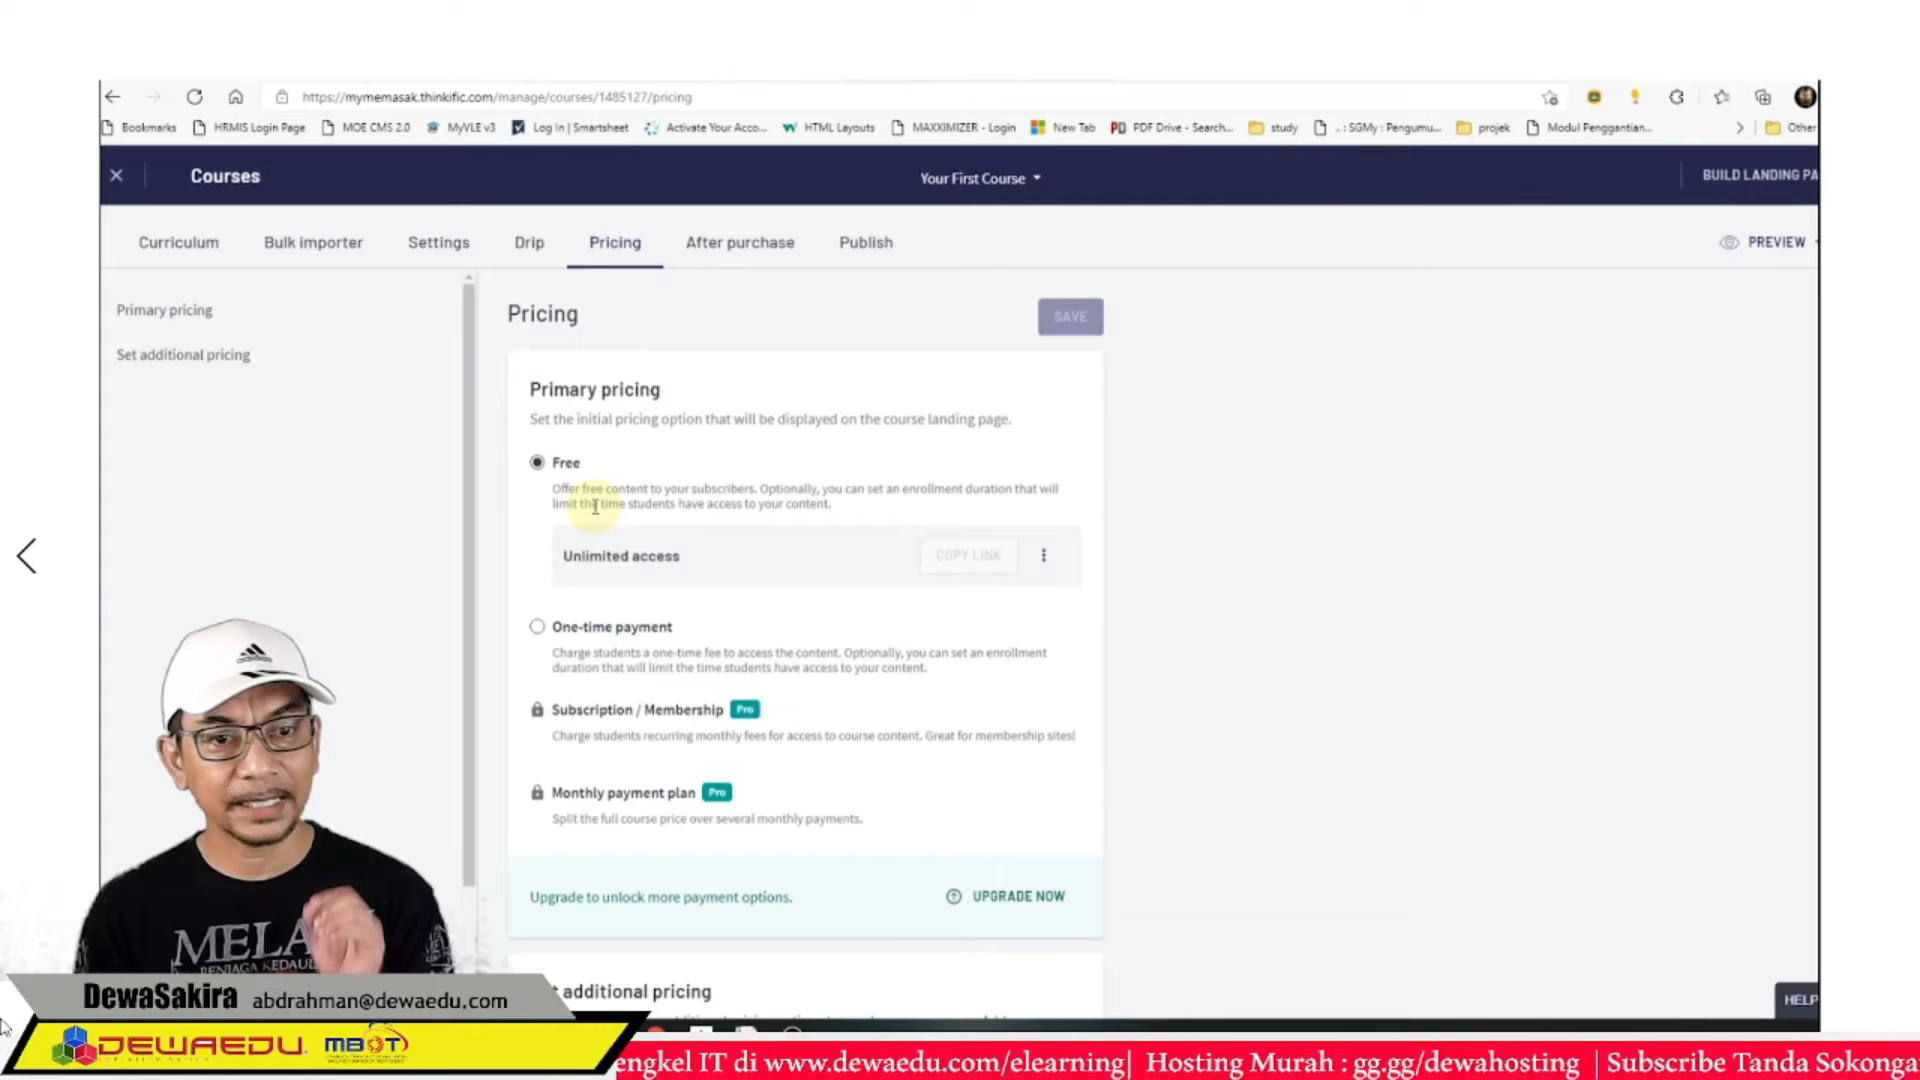 https://mymemasak.thinkific.com/manage/courses/1485127/pricing
Bookmarks HRMIS Login Page MOE CMS 2.0 MyVLE v3 Log In | Smartsheet Activate Your Acco... HTML Layouts MAXXIMIZER - Login New Tab PDF Drive - Search... study .. : SGMy : Pengumu... projek Modul Penggantian... Other
Courses Your First Course BUILD LANDING PA
Curriculum Bulk importer Settings Drip Pricing After purchase Publish PREVIEW
Primary pricing
Set additional pricing
Pricing SAVE
Primary pricing
Set the initial pricing option that will be displayed on the course landing page.
Free
Offer free content to your subscribers. Optionally, you can set an enrollment duration that will
limit the time students have access to your content.
Unlimited access COPY LINK
One-time payment
Charge students a one-time fee to access the content. Optionally, you can set an enrollment
duration that will limit the time students have access to your content.
Subscription / Membership Pro
Charge students recurring monthly fees for access to course content. Great for membership sites!
Monthly payment plan Pro
Split the full course price over several monthly payments.
Upgrade to unlock more payment options. UPGRADE NOW
additional pricing
HELP
adidas
MELA
PENJAGA KEDAUL
DewaSakira abdrahman@dewaedu.com
DEWAEDU. MBOT
engkel IT di www.dewaedu.com/elearning| Hosting Murah : gg.gg/dewahosting | Subscribe Tanda Sokonga